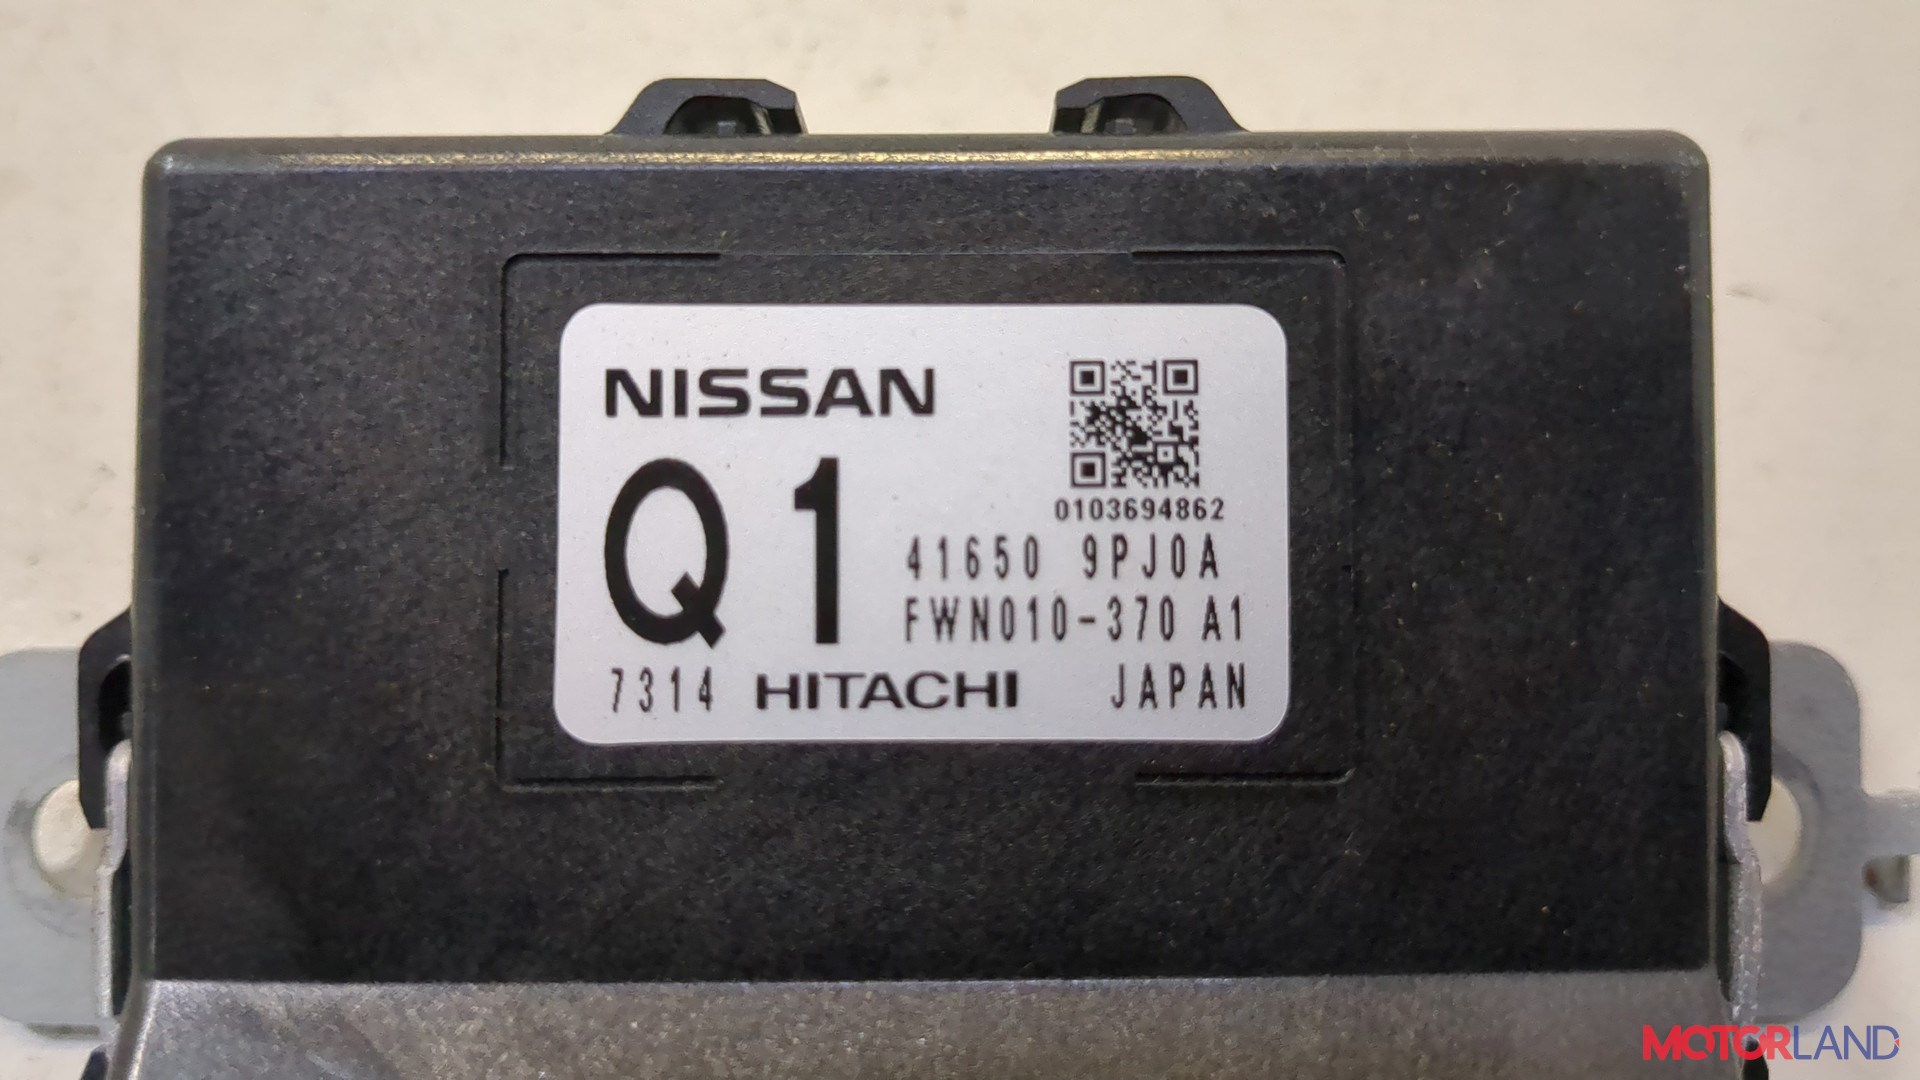 NISSAN
0103694862
Q1
41650 9PJ0A
FWN010-370 A1
7314 HITACHI JAPAN
MOTORLAND